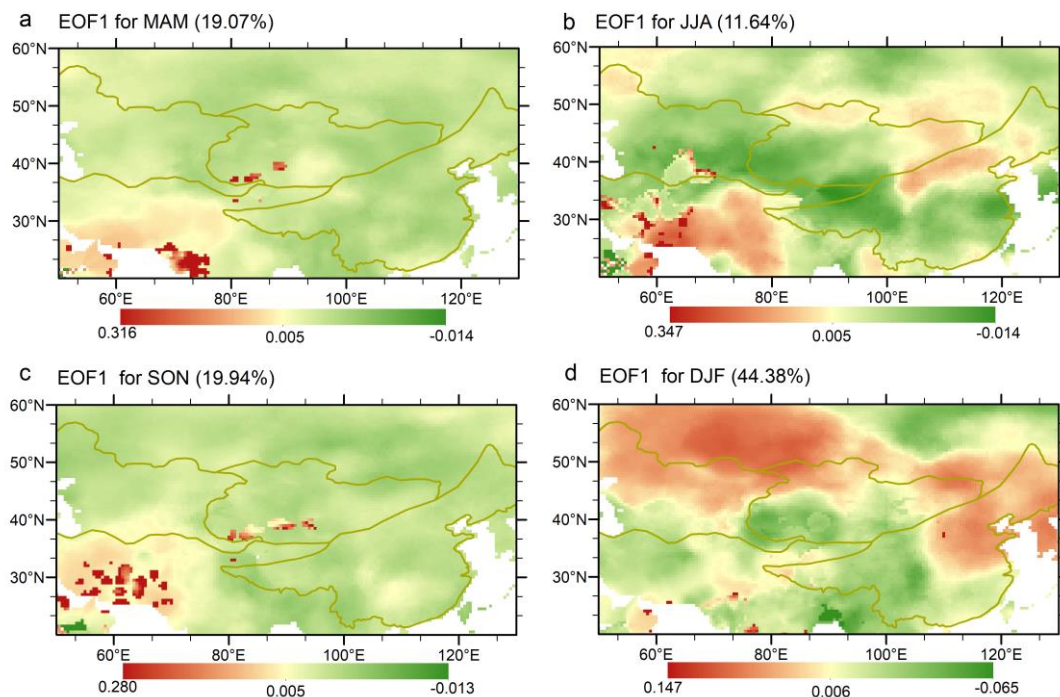 a EOF1 for MAM (19.07%)
b EOF1 for JJA (11.64%)
60°N
50°N
40°N
30°N
60°E 80°E 100°E 120°E
0.316 0.005 -0.014
60°N
50°N
40°N
30°N
60°E 80°E 100°E 120°E
0.347 0.005 -0.014
c EOF1 for SON (19.94%)
d EOF1 for DJF (44.38%)
60°N
50°N
40°N
30°N
60°E 80°E 100°E 120°E
0.280 0.005 -0.013
60°N
50°N
40°N
30°N
60°E 80°E 100°E 120°E
0.147 0.006 -0.065